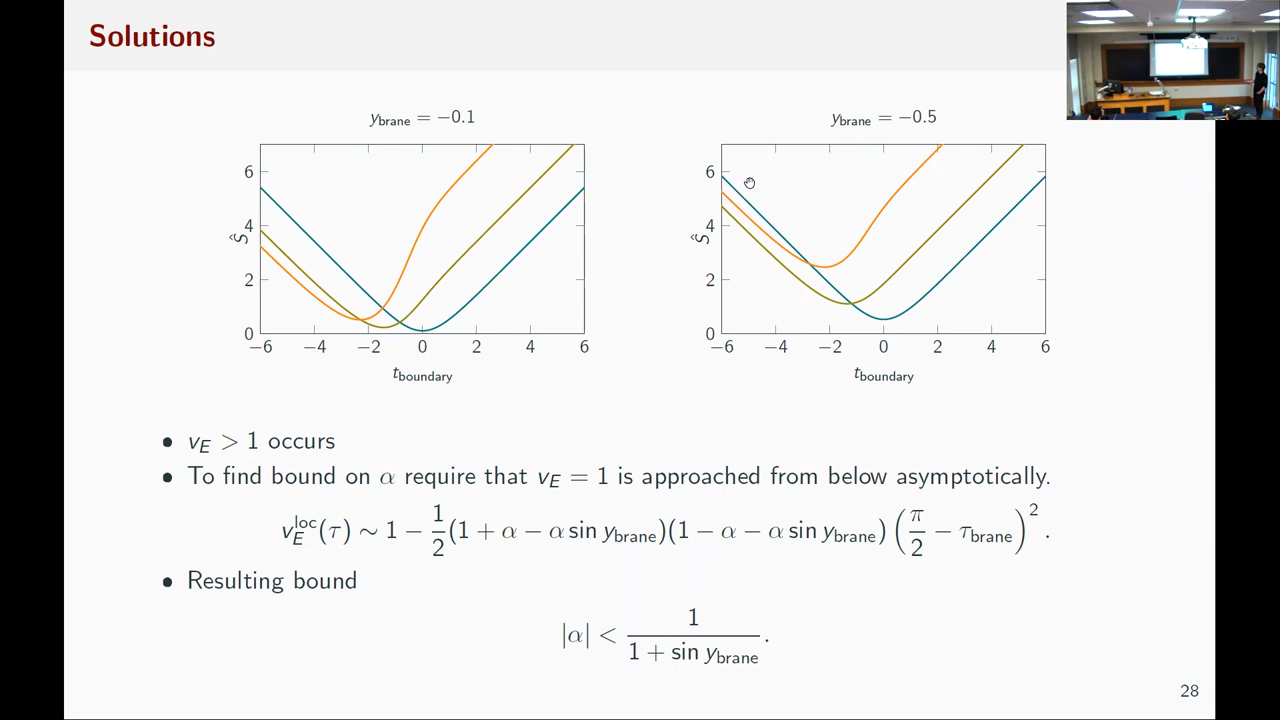 Solutions
y_brane = −0.1
y_brane = −0.5
6
4
2
0
Ŝ
−6 −4 −2 0 2 4 6
t_boundary
6
4
2
0
Ŝ
−6 −4 −2 0 2 4 6
t_boundary
• v_E > 1 occurs
• To find bound on α require that v_E = 1 is approached from below asymptotically.
v_E^loc(τ) ∼ 1 − 1/2 (1 + α − α sin y_brane)(1 − α − α sin y_brane) (π/2 − τ_brane)^2 .
• Resulting bound
|α| < 1/(1 + sin y_brane) .
28